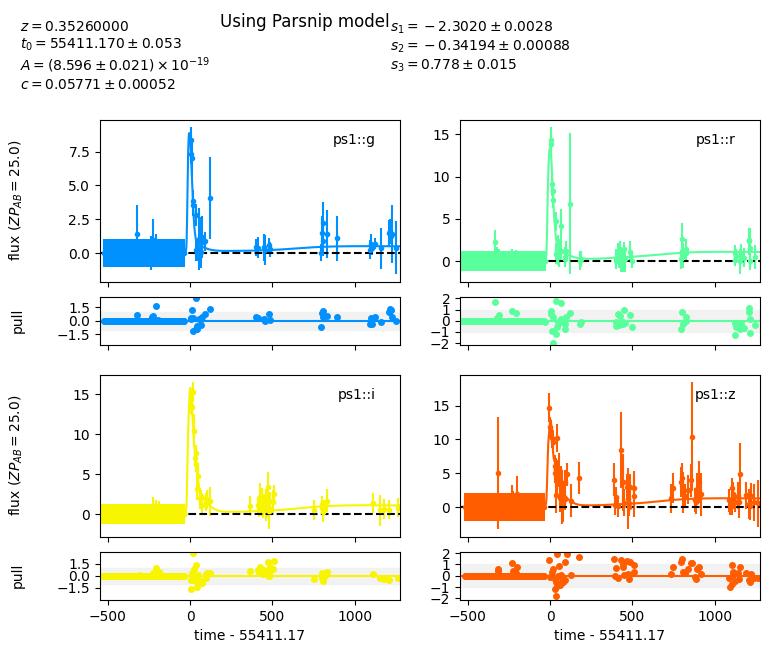 Using Parsnip model
z = 0.35260000
t₀ = 55411.170 ± 0.053
A = (8.596 ± 0.021) × 10⁻¹⁹
c = 0.05771 ± 0.00052
s₁ = −2.3020 ± 0.0028
s₂ = −0.34194 ± 0.00088
s₃ = 0.778 ± 0.015
ps1::g
7.5
5.0
2.5
0.0
flux (ZP_AB = 25.0)
ps1::r
15
10
5
0
1.5
0.0
−1.5
pull
2
1
0
−1
−2
ps1::i
15
10
5
0
flux (ZP_AB = 25.0)
ps1::z
15
10
5
0
1.5
0.0
−1.5
pull
2
1
0
−1
−2
−500 0 500 1000
time - 55411.17
−500 0 500 1000
time - 55411.17